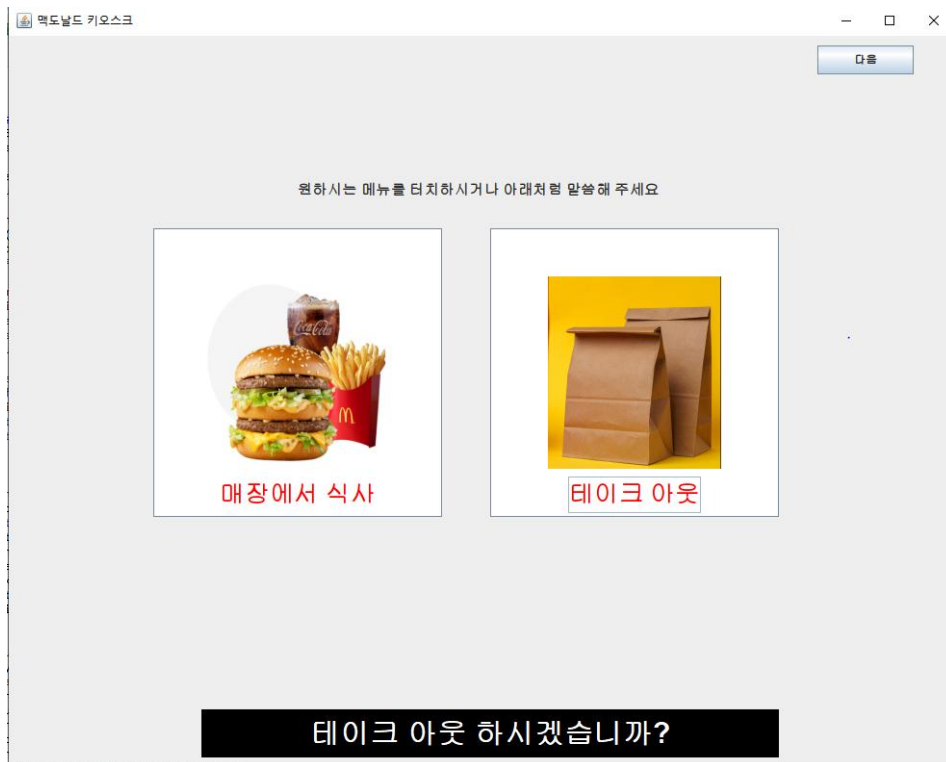 맥도날드 키오스크
다음
원하시는 메뉴를 터치하시거나 아래처럼 말씀해 주세요
Coca-Cola
매장에서 식사
테이크 아웃
테이크 아웃 하시겠습니까?